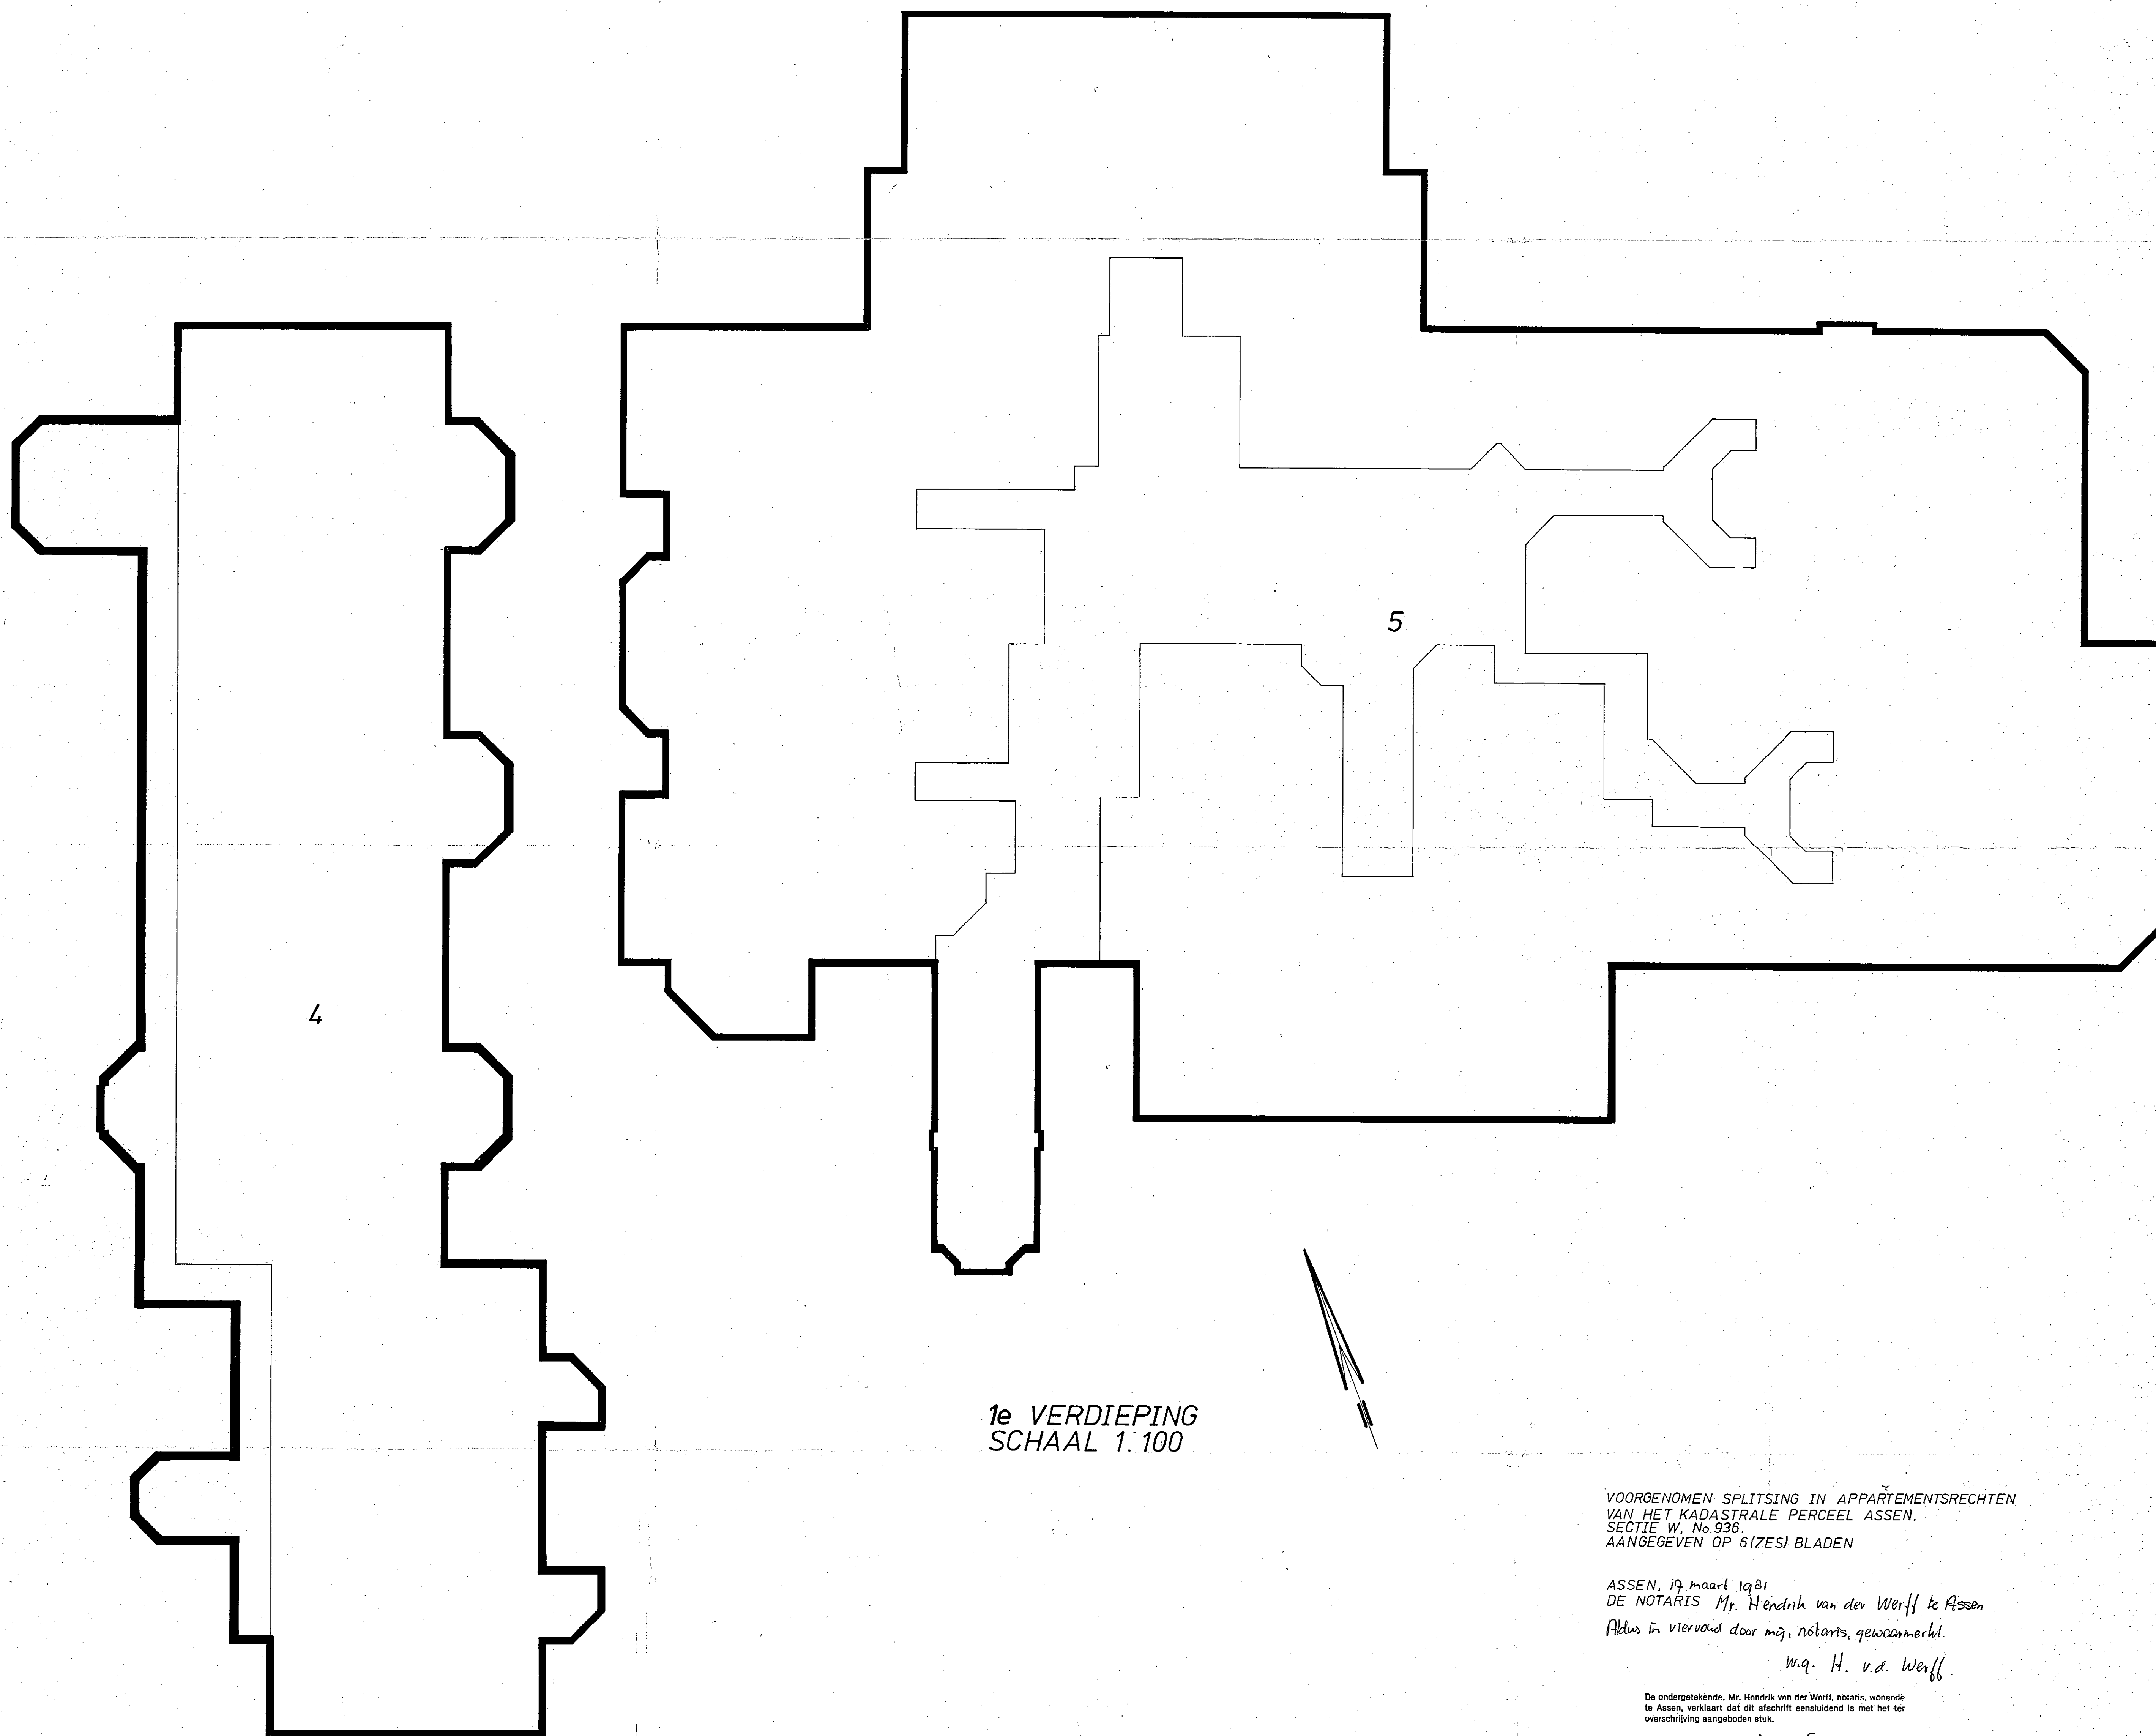 5
4
1e VERDIEPING
SCHAAL 1:100
VOORGENOMEN SPLITSING IN APPARTEMENTSRECHTEN
VAN HET KADASTRALE PERCEEL ASSEN,
SECTIE W, No.936.
AANGEGEVEN OP 6(ZES) BLADEN
ASSEN, 17 maart 1981
DE NOTARIS Mr. Hendrik van der Werff te Assen
Aldus in viervoud door mij, notaris, gewaarmerkt.
w.g. H. v.d. Werff
De ondergetekende, Mr. Hendrik van der Werff, notaris, wonende
te Assen, verklaart dat dit afschrift eensluidend is met het ter
overschrijving aangeboden stuk.